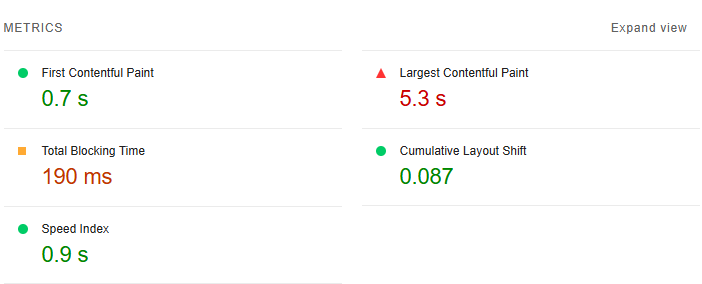 METRICS
Expand view
First Contentful Paint
0.7 s
Largest Contentful Paint
5.3 s
Total Blocking Time
190 ms
Cumulative Layout Shift
0.087
Speed Index
0.9 s